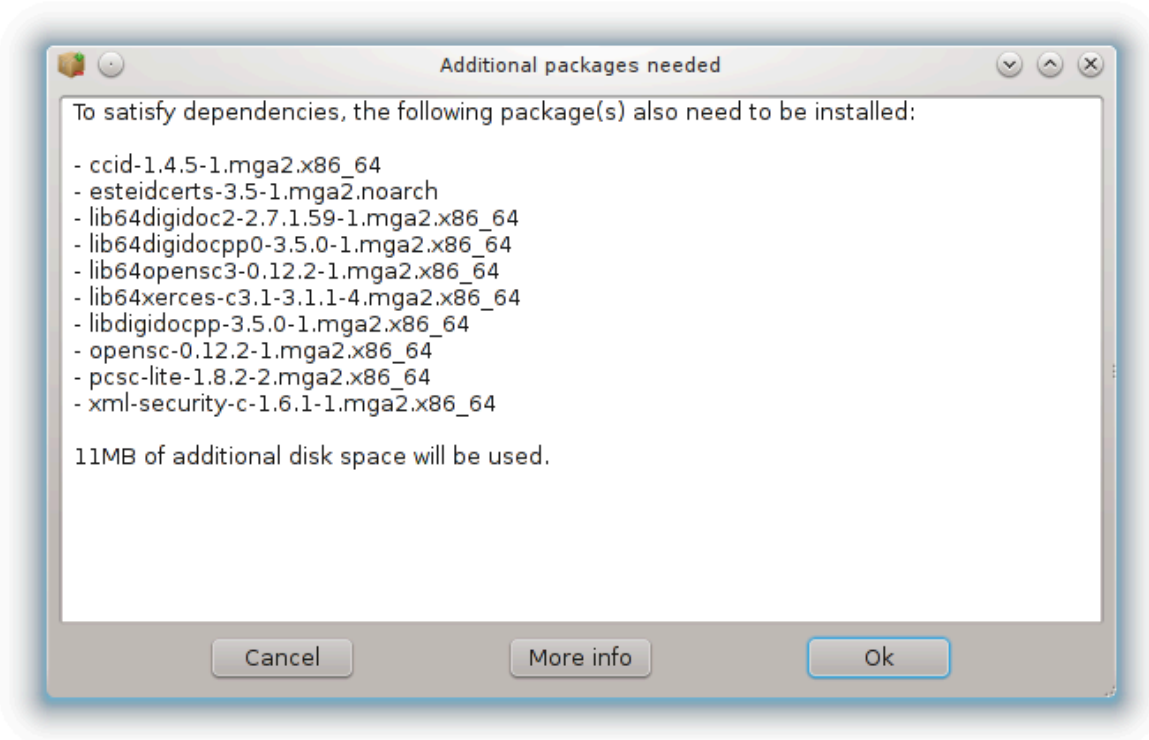 Additional packages needed
To satisfy dependencies, the following package(s) also need to be installed:
- ccid-1.4.5-1.mga2.x86_64
- esteidcerts-3.5-1.mga2.noarch
- lib64digidoc2-2.7.1.59-1.mga2.x86_64
- lib64digidocpp0-3.5.0-1.mga2.x86_64
- lib64opensc3-0.12.2-1.mga2.x86_64
- lib64xerces-c3.1-3.1.1-4.mga2.x86_64
- libdigidocpp-3.5.0-1.mga2.x86_64
- opensc-0.12.2-1.mga2.x86_64
- pcsc-lite-1.8.2-2.mga2.x86_64
- xml-security-c-1.6.1-1.mga2.x86_64
11MB of additional disk space will be used.
Cancel More info Ok